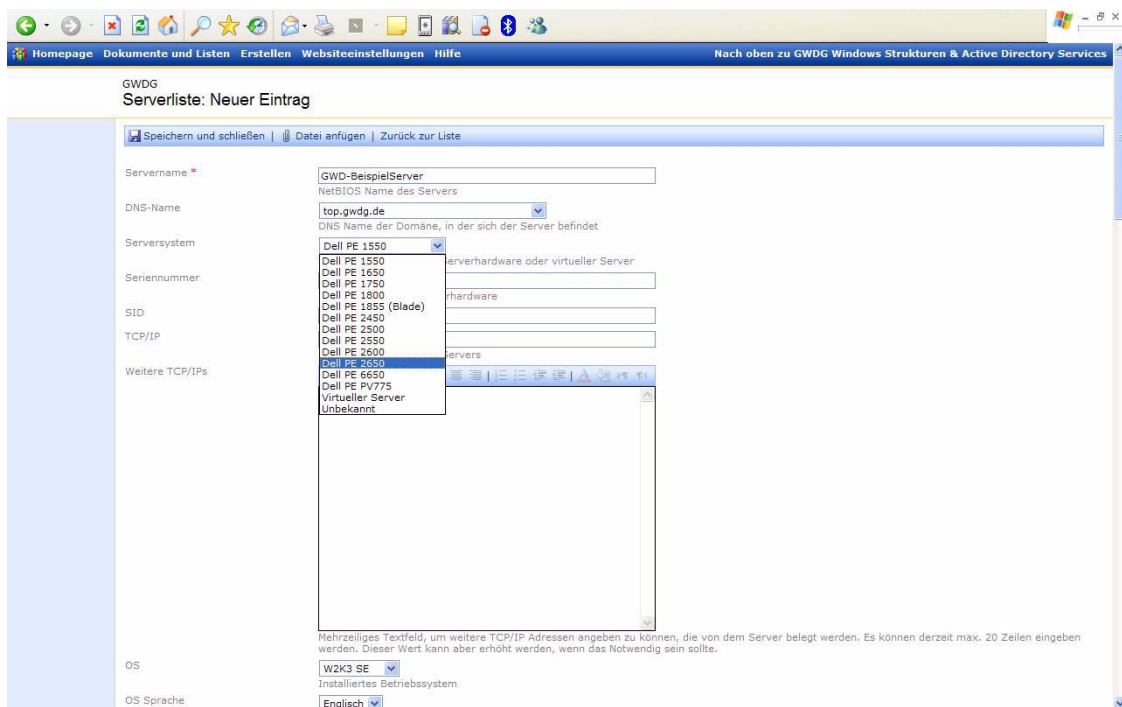 Homepage Dokumente und Listen Erstellen Websiteeinstellungen Hilfe Nach oben zu GWDG Windows Strukturen & Active Directory Services
GWDG
Serverliste: Neuer Eintrag
Speichern und schließen | Datei anfügen | Zurück zur Liste
Servername *
GWD-BeispielServer
NetBIOS Name des Servers
DNS-Name
top.gwdg.de
DNS Name der Domäne, in der sich der Server befindet
Serversystem
Dell PE 1550
Dell PE 1550
Dell PE 1650
Dell PE 1750
Dell PE 1800
Dell PE 1855 (Blade)
Dell PE 2450
Dell PE 2500
Dell PE 2550
Dell PE 2600
Dell PE 2650
Dell PE 6650
Dell PE PV775
Virtueller Server
Unbekannt
erverhardware oder virtueller Server
Seriennummer
rhardware
SID
TCP/IP
ervers
Weitere TCP/IPs
Mehrzeiliges Textfeld, um weitere TCP/IP Adressen angeben zu können, die von dem Server belegt werden. Es können derzeit max. 20 Zeilen eingeben
werden. Dieser Wert kann aber erhöht werden, wenn das Notwendig sein sollte.
OS
W2K3 SE
Installiertes Betriebssystem
OS Sprache
Englisch